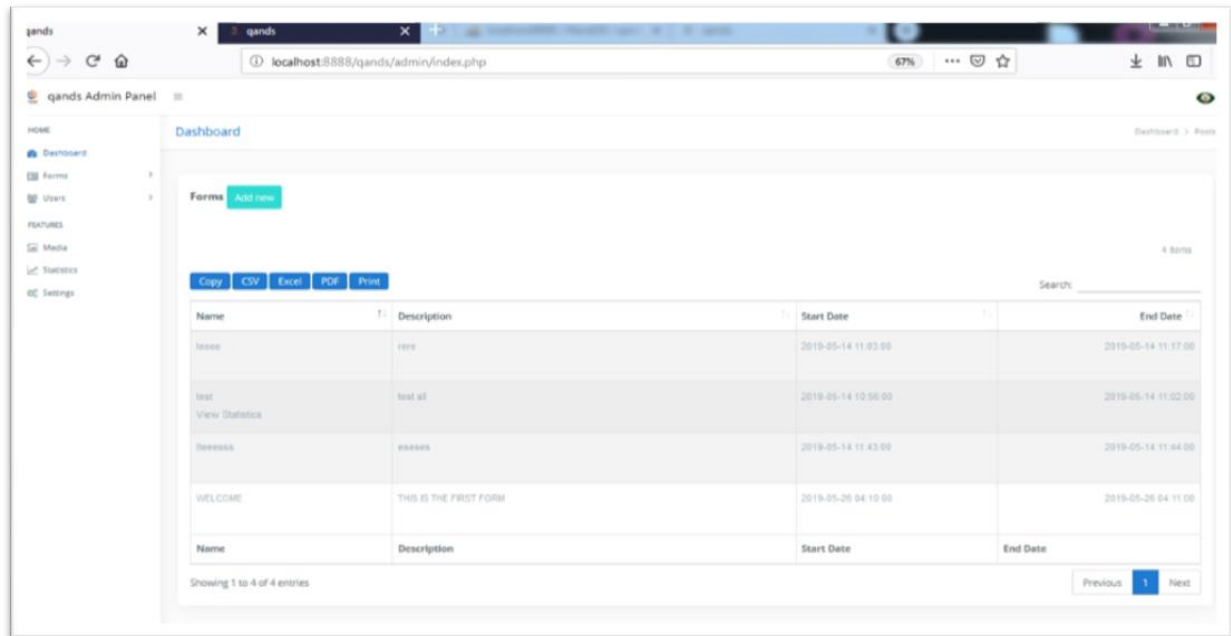 qands
qands
localhost:8888/qands/admin/index.php
67%
qands Admin Panel
HOME
Dashboard
Forms
Users
FEATURES
Media
Statistics
Settings
Dashboard
Dashboard > Posts
Forms Add new
4 items
Copy CSV Excel PDF Print
Search:
Name Description Start Date End Date
rere 2019-05-14 11:03:00 2019-05-14 11:17:00
test test all 2019-05-14 10:56:00 2019-05-14 11:02:00
View Statistics
eseses 2019-05-14 11:43:00 2019-05-14 11:44:00
WELCOME THIS IS THE FIRST FORM 2019-05-26 04:10:00 2019-05-26 04:11:00
Name Description Start Date End Date
Showing 1 to 4 of 4 entries
Previous 1 Next